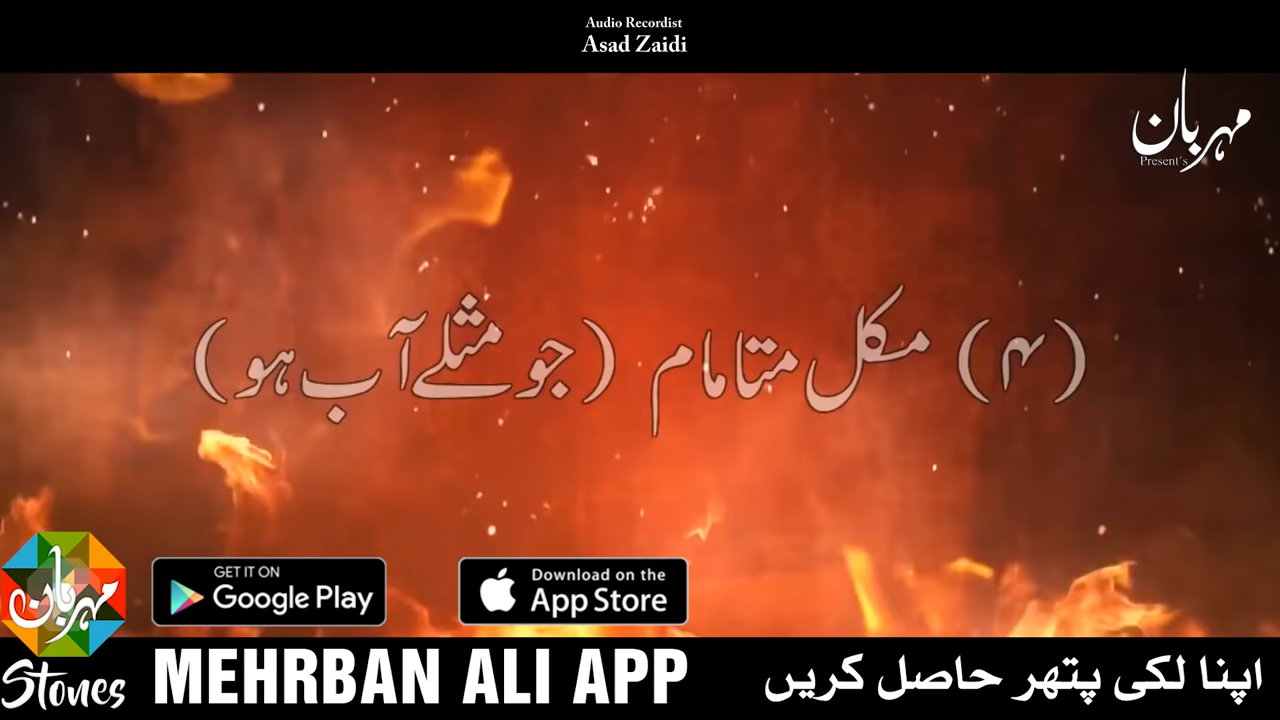 Audio Recordist
Asad Zaidi
مہربان
Present's
(۴) مکل متامام (جو مثلے آب ہو)
مہربان
Stones
GET IT ON
Google Play
Download on the
App Store
MEHRBAN ALI APP
اپنا لکی پتھر حاصل کریں